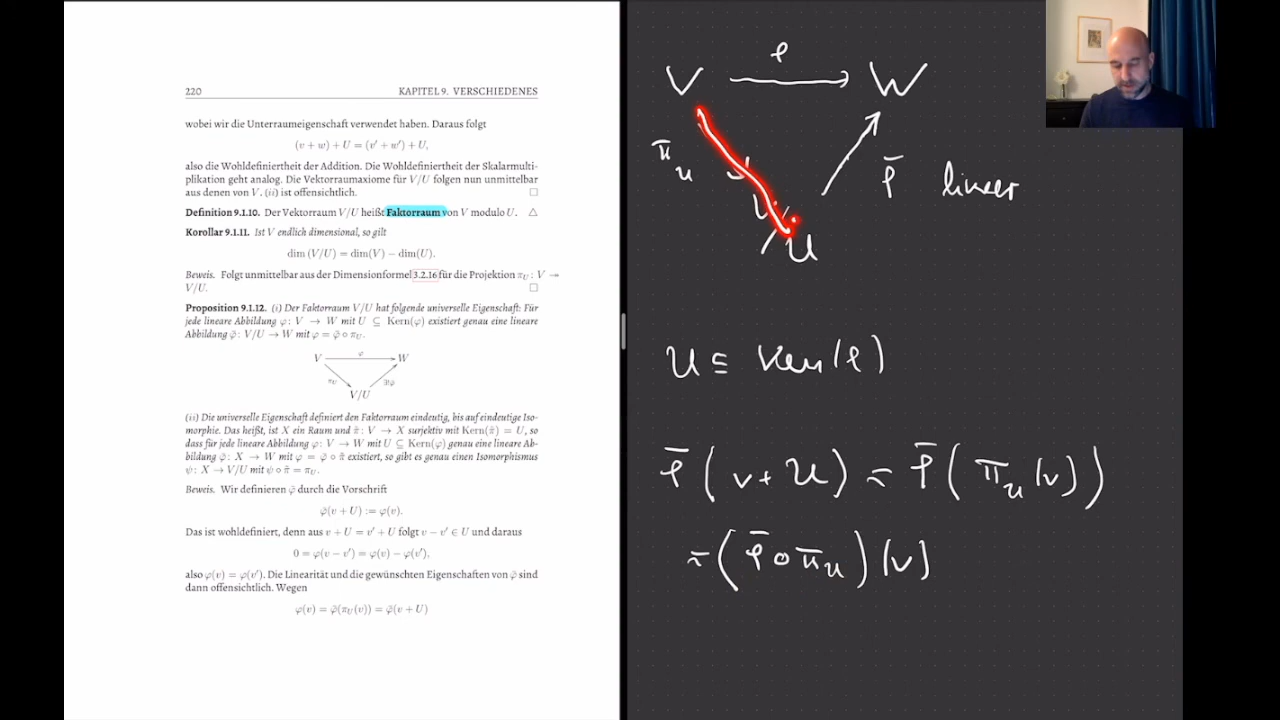 220 KAPITEL 9. VERSCHIEDENES
wobei wir die Unterraumeigenschaft verwendet haben. Daraus folgt
(v + w) + U = (v′ + w′) + U,
also die Wohldefiniertheit der Addition. Die Wohldefiniertheit der Skalarmulti-
plikation geht analog. Die Vektorraumaxiome für V/U folgen nun unmittelbar
aus denen von V. (ii) ist offensichtlich. □
Definition 9.1.10. Der Vektorraum V/U heißt Faktorraum von V modulo U. △
Korollar 9.1.11. Ist V endlich dimensional, so gilt
dim (V/U) = dim(V) − dim(U).
Beweis. Folgt unmittelbar aus der Dimensionformel 3.2.16 für die Projektion π_U : V ↠
V/U. □
Proposition 9.1.12. (i) Der Faktorraum V/U hat folgende universelle Eigenschaft: Für
jede lineare Abbildung φ: V → W mit U ⊆ Kern(φ) existiert genau eine lineare
Abbildung φ̄: V/U → W mit φ = φ̄ ∘ π_U.
V φ W
π_U ∃!φ̄
V/U
(ii) Die universelle Eigenschaft definiert den Faktorraum eindeutig, bis auf eindeutige Iso-
morphie. Das heißt, ist X ein Raum und π̃: V → X surjektiv mit Kern(π̃) = U, so
dass für jede lineare Abbildung φ: V → W mit U ⊆ Kern(φ) genau eine lineare Ab-
bildung φ̃: X → W mit φ = φ̃ ∘ π̃ existiert, so gibt es genau einen Isomorphismus
ψ: X → V/U mit ψ ∘ π̃ = π_U.
Beweis. Wir definieren φ̄ durch die Vorschrift
φ̄(v + U) := φ(v).
Das ist wohldefiniert, denn aus v + U = v′ + U folgt v − v′ ∈ U und daraus
0 = φ(v − v′) = φ(v) − φ(v′),
also φ(v) = φ(v′). Die Linearität und die gewünschten Eigenschaften von φ̄ sind
dann offensichtlich. Wegen
φ(v) = φ̄(π_U(v)) = φ̄(v + U)
φ
V → W
π_U φ̄ linear
V/U
U ⊆ Ker(φ)
φ̄(v + U) = φ̄(π_U(v))
= (φ̄ ∘ π_U)(v)